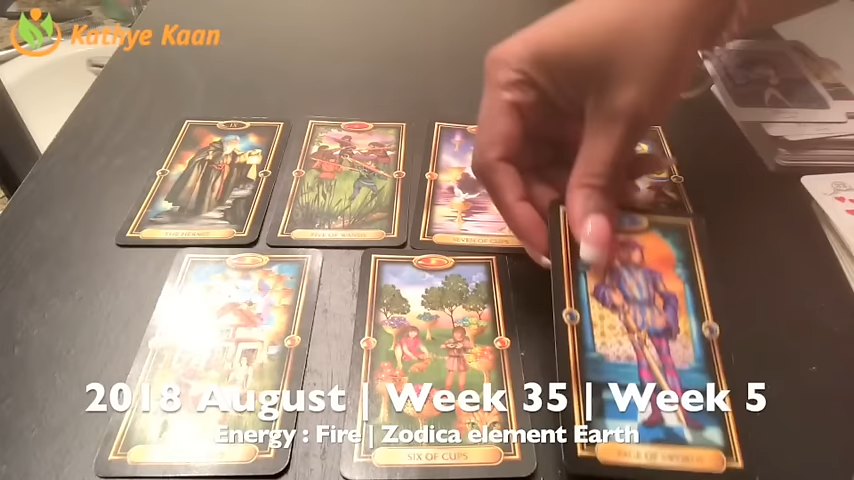 Kathye Kaan
IX
THE HERMIT
FIVE OF WANDS
SEVEN OF CUPS
SIX OF CUPS
PAGE OF SWORDS
2018 August | Week 35 | Week 5
Energy : Fire | Zodica element Earth